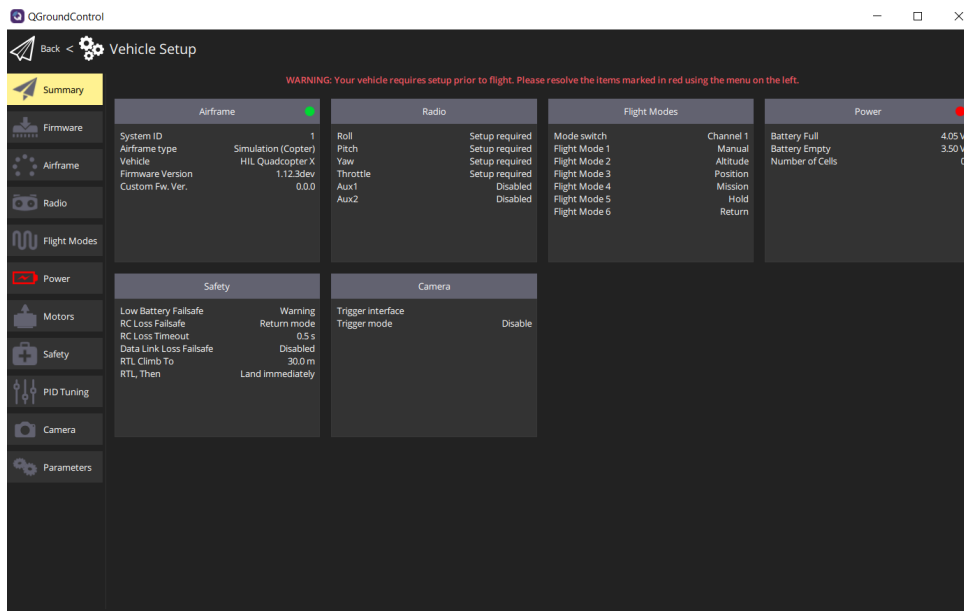 QGroundControl
Back < Vehicle Setup
WARNING: Your vehicle requires setup prior to flight. Please resolve the items marked in red using the menu on the left.
Summary
Firmware
Airframe
Radio
Flight Modes
Power
Motors
Safety
PID Tuning
Camera
Parameters
Airframe
System ID 1
Airframe type Simulation (Copter)
Vehicle HIL Quadcopter X
Firmware Version 1.12.3dev
Custom Fw. Ver. 0.0.0
Radio
Roll Setup required
Pitch Setup required
Yaw Setup required
Throttle Setup required
Aux1 Disabled
Aux2 Disabled
Flight Modes
Mode switch Channel 1
Flight Mode 1 Manual
Flight Mode 2 Altitude
Flight Mode 3 Position
Flight Mode 4 Mission
Flight Mode 5 Hold
Flight Mode 6 Return
Power
Battery Full 4.05 V
Battery Empty 3.50 V
Number of Cells 0
Safety
Low Battery Failsafe Warning
RC Loss Failsafe Return mode
RC Loss Timeout 0.5 s
Data Link Loss Failsafe Disabled
RTL Climb To 30.0 m
RTL, Then Land immediately
Camera
Trigger interface
Trigger mode Disable